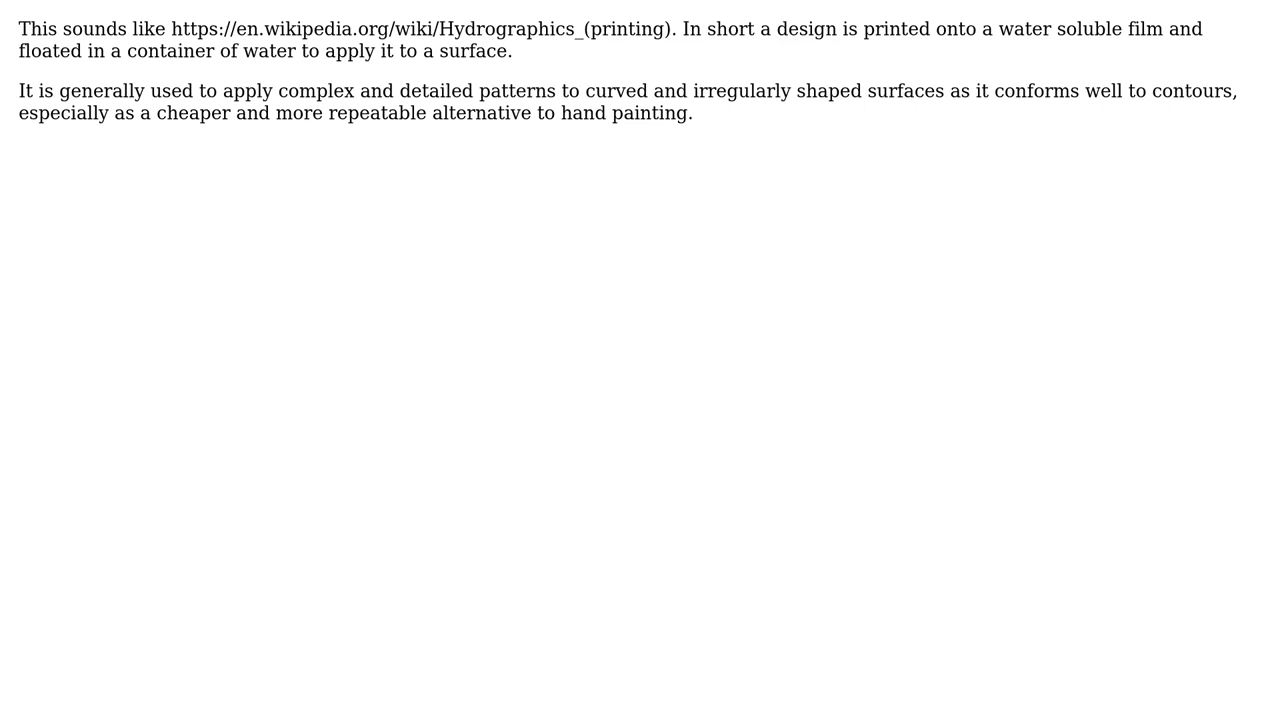 This sounds like https://en.wikipedia.org/wiki/Hydrographics_(printing). In short a design is printed onto a water soluble film and
floated in a container of water to apply it to a surface.
It is generally used to apply complex and detailed patterns to curved and irregularly shaped surfaces as it conforms well to contours,
especially as a cheaper and more repeatable alternative to hand painting.